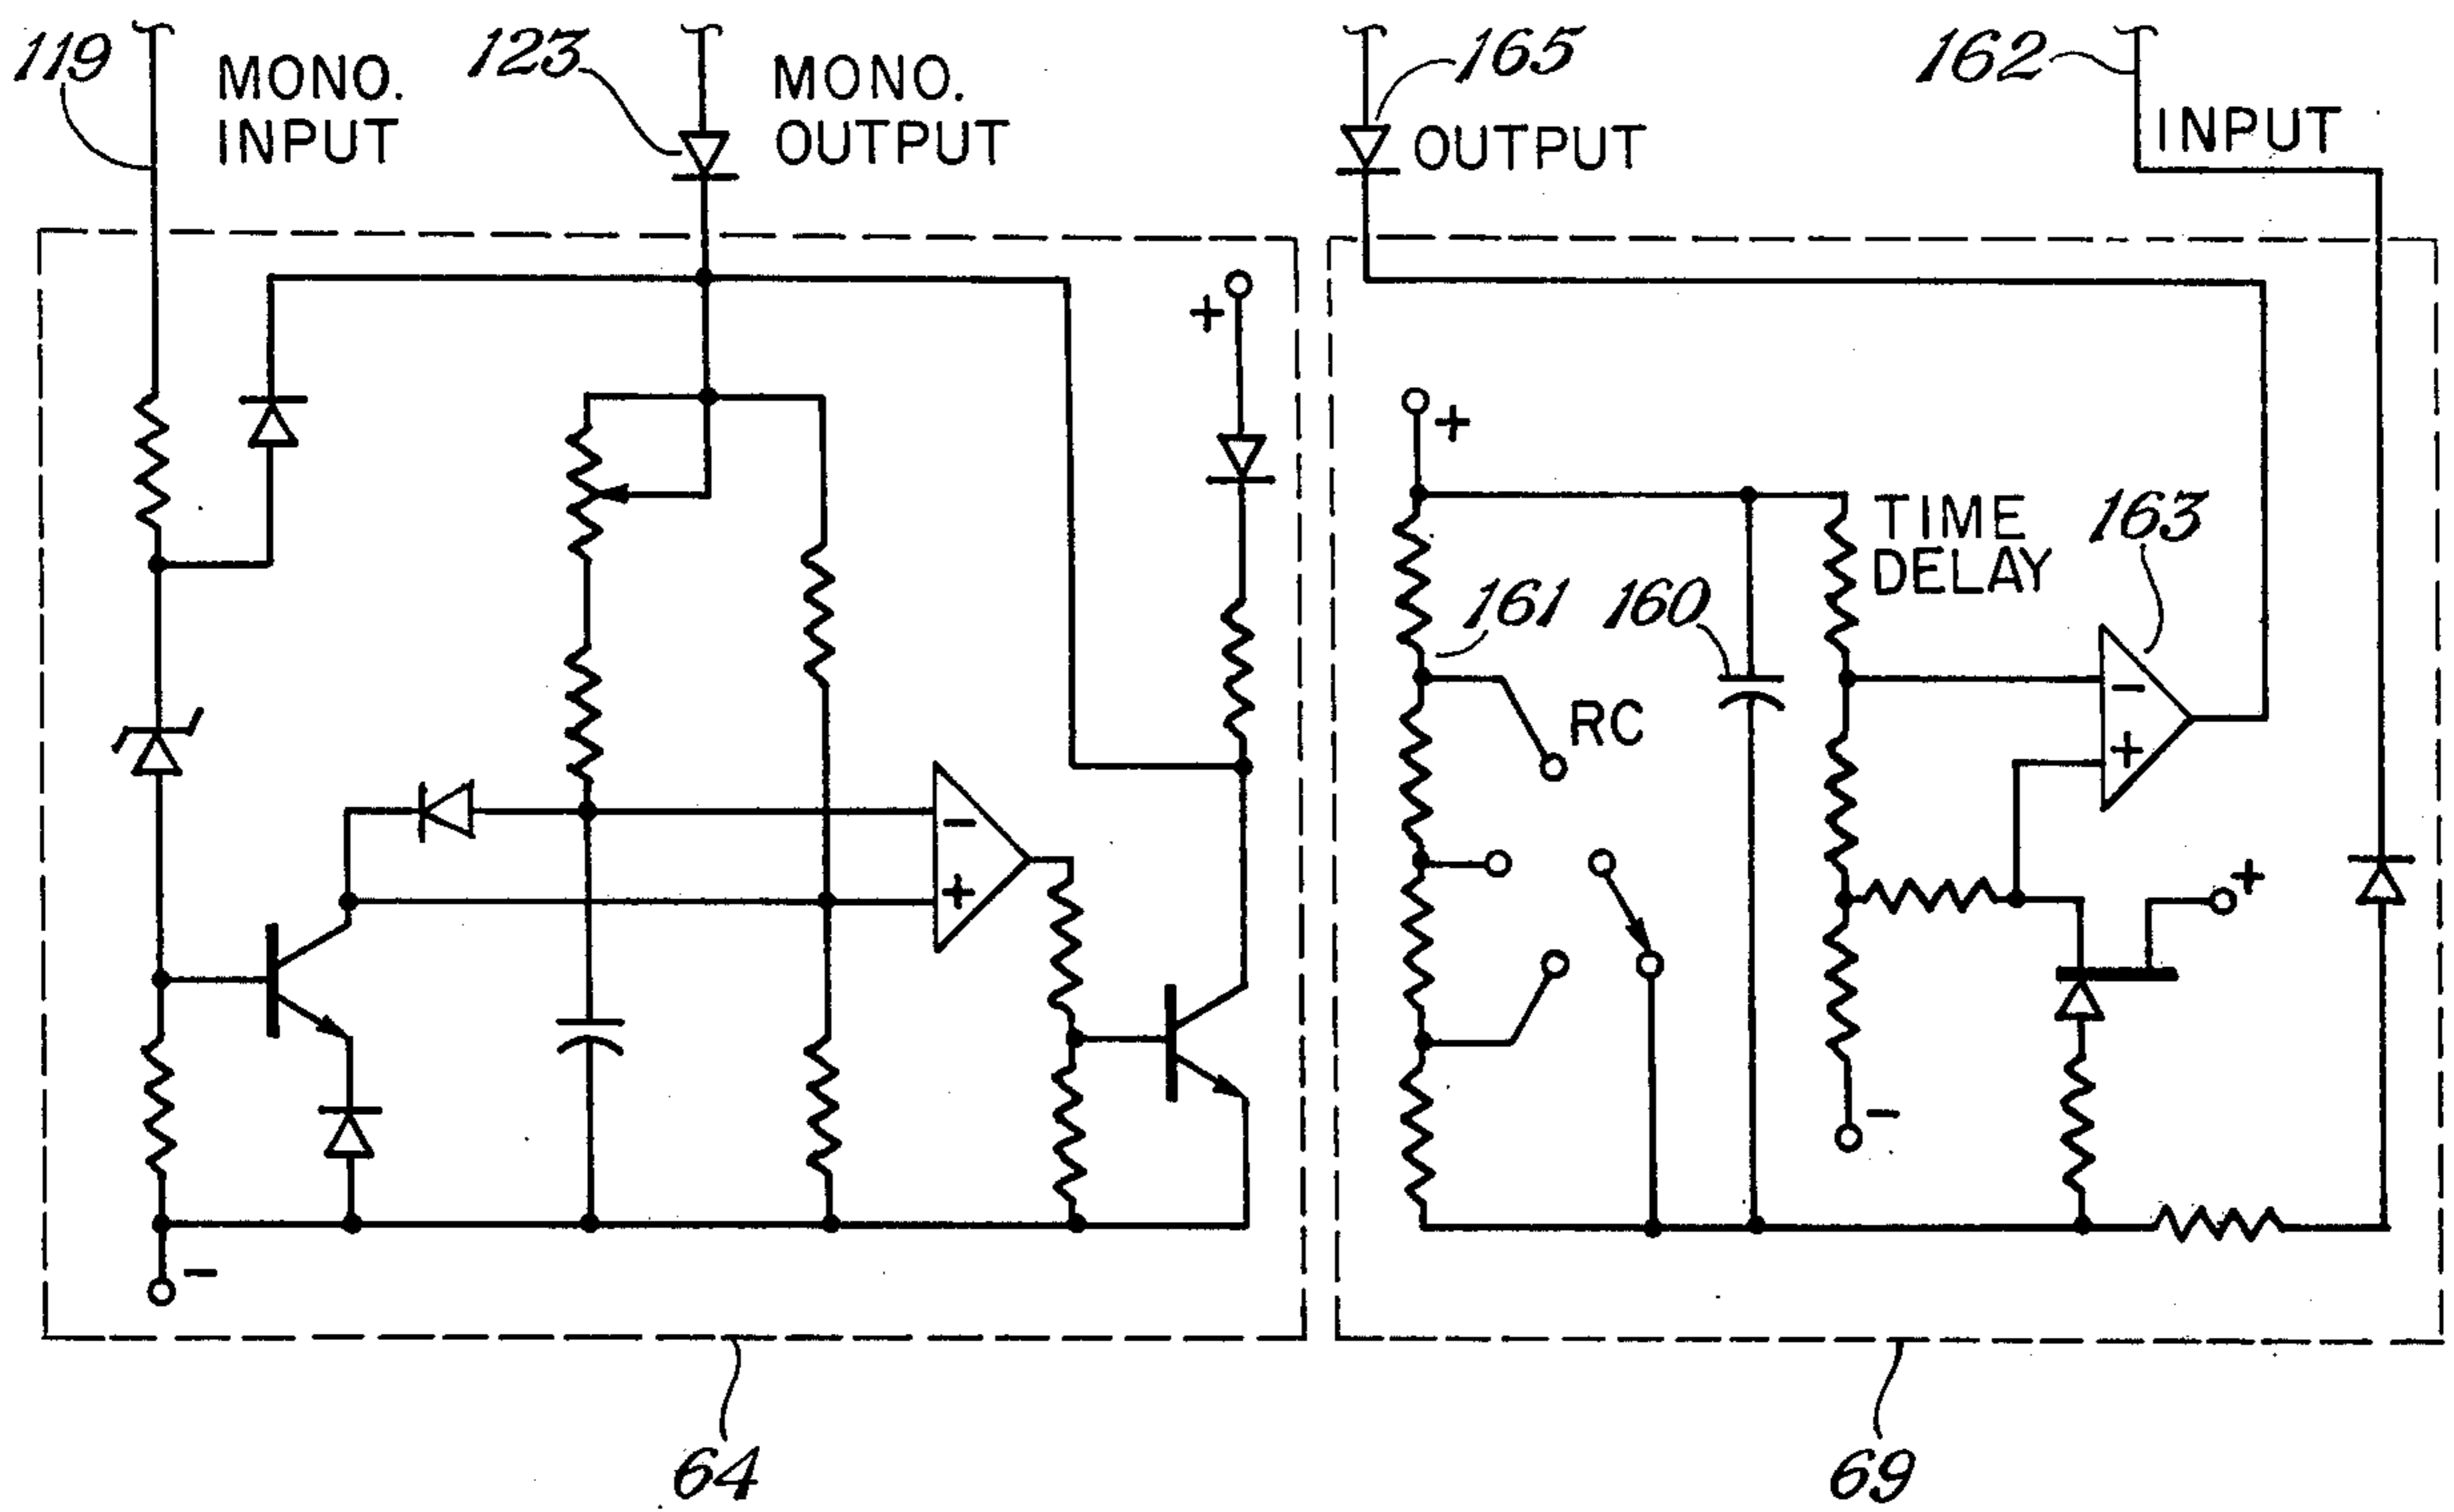 119
MONO.
INPUT
123
MONO.
OUTPUT
165
OUTPUT
162
INPUT
+
+
TIME
DELAY
163
161
160
RC
−
+
−
+
+
−
−
64
69